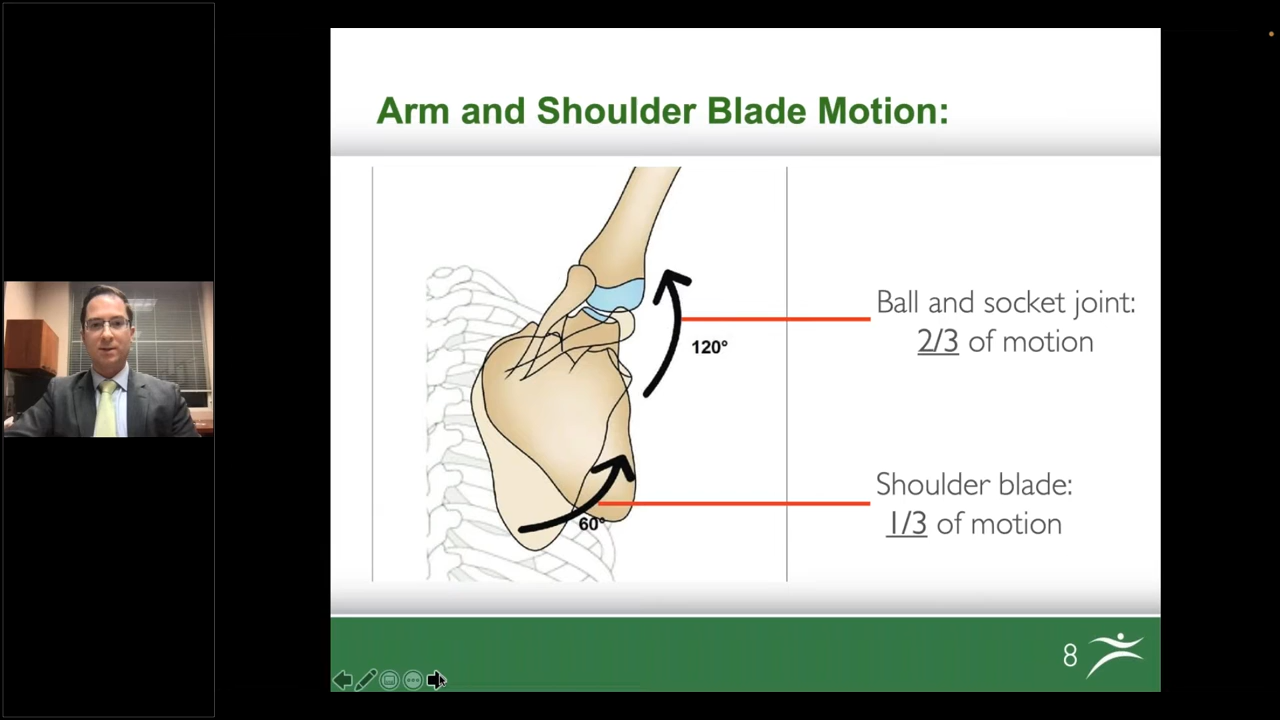 Arm and Shoulder Blade Motion:
120°
60°
Ball and socket joint:
2/3 of motion
Shoulder blade:
1/3 of motion
8